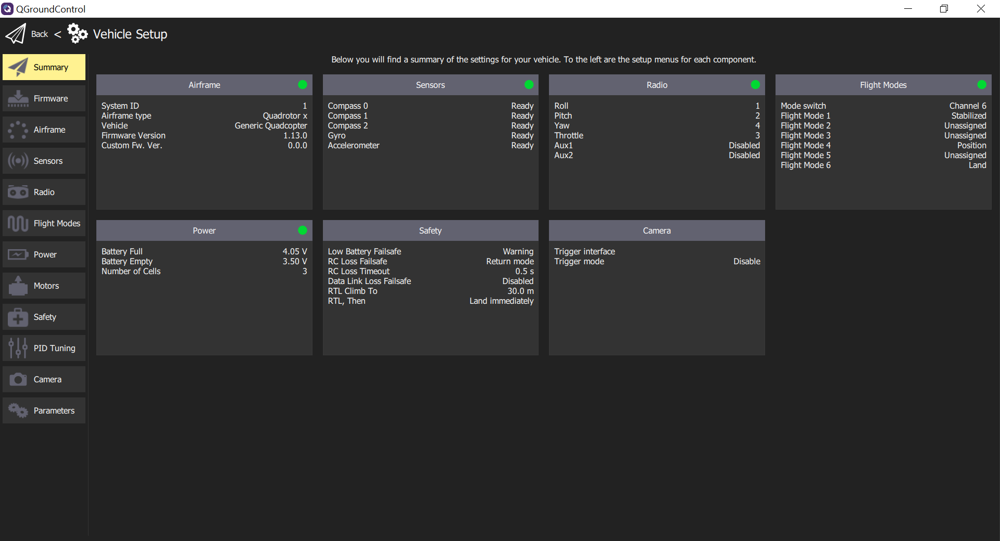 QGroundControl
Back < Vehicle Setup
Summary
Firmware
Airframe
Sensors
Radio
Flight Modes
Power
Motors
Safety
PID Tuning
Camera
Parameters
Below you will find a summary of the settings for your vehicle. To the left are the setup menus for each component.
Airframe
System ID 1
Airframe type Quadrotor x
Vehicle Generic Quadcopter
Firmware Version 1.13.0
Custom Fw. Ver. 0.0.0
Sensors
Compass 0 Ready
Compass 1 Ready
Compass 2 Ready
Gyro Ready
Accelerometer Ready
Radio
Roll 1
Pitch 2
Yaw 4
Throttle 3
Aux1 Disabled
Aux2 Disabled
Flight Modes
Mode switch Channel 6
Flight Mode 1 Stabilized
Flight Mode 2 Unassigned
Flight Mode 3 Unassigned
Flight Mode 4 Position
Flight Mode 5 Unassigned
Flight Mode 6 Land
Power
Battery Full 4.05 V
Battery Empty 3.50 V
Number of Cells 3
Safety
Low Battery Failsafe Warning
RC Loss Failsafe Return mode
RC Loss Timeout 0.5 s
Data Link Loss Failsafe Disabled
RTL Climb To 30.0 m
RTL, Then Land immediately
Camera
Trigger interface
Trigger mode Disable